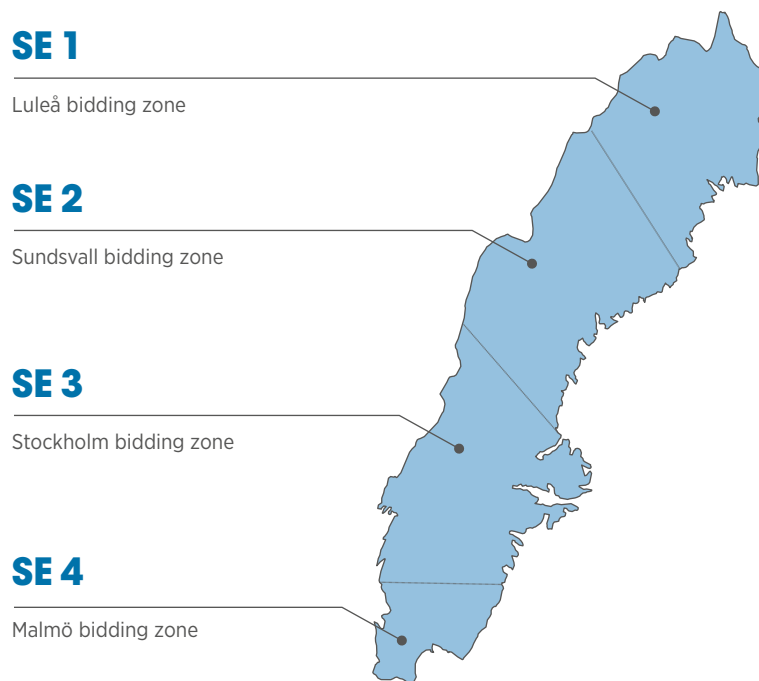 SE 1
Luleå bidding zone
SE 2
Sundsvall bidding zone
SE 3
Stockholm bidding zone
SE 4
Malmö bidding zone